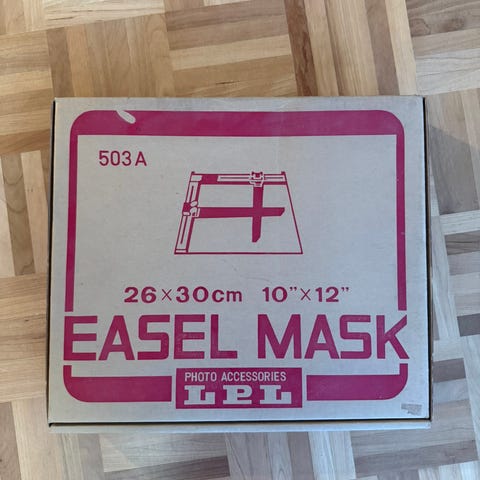 503A
26×30cm 10"×12"
EASEL MASK
PHOTO ACCESSORIES
LPL